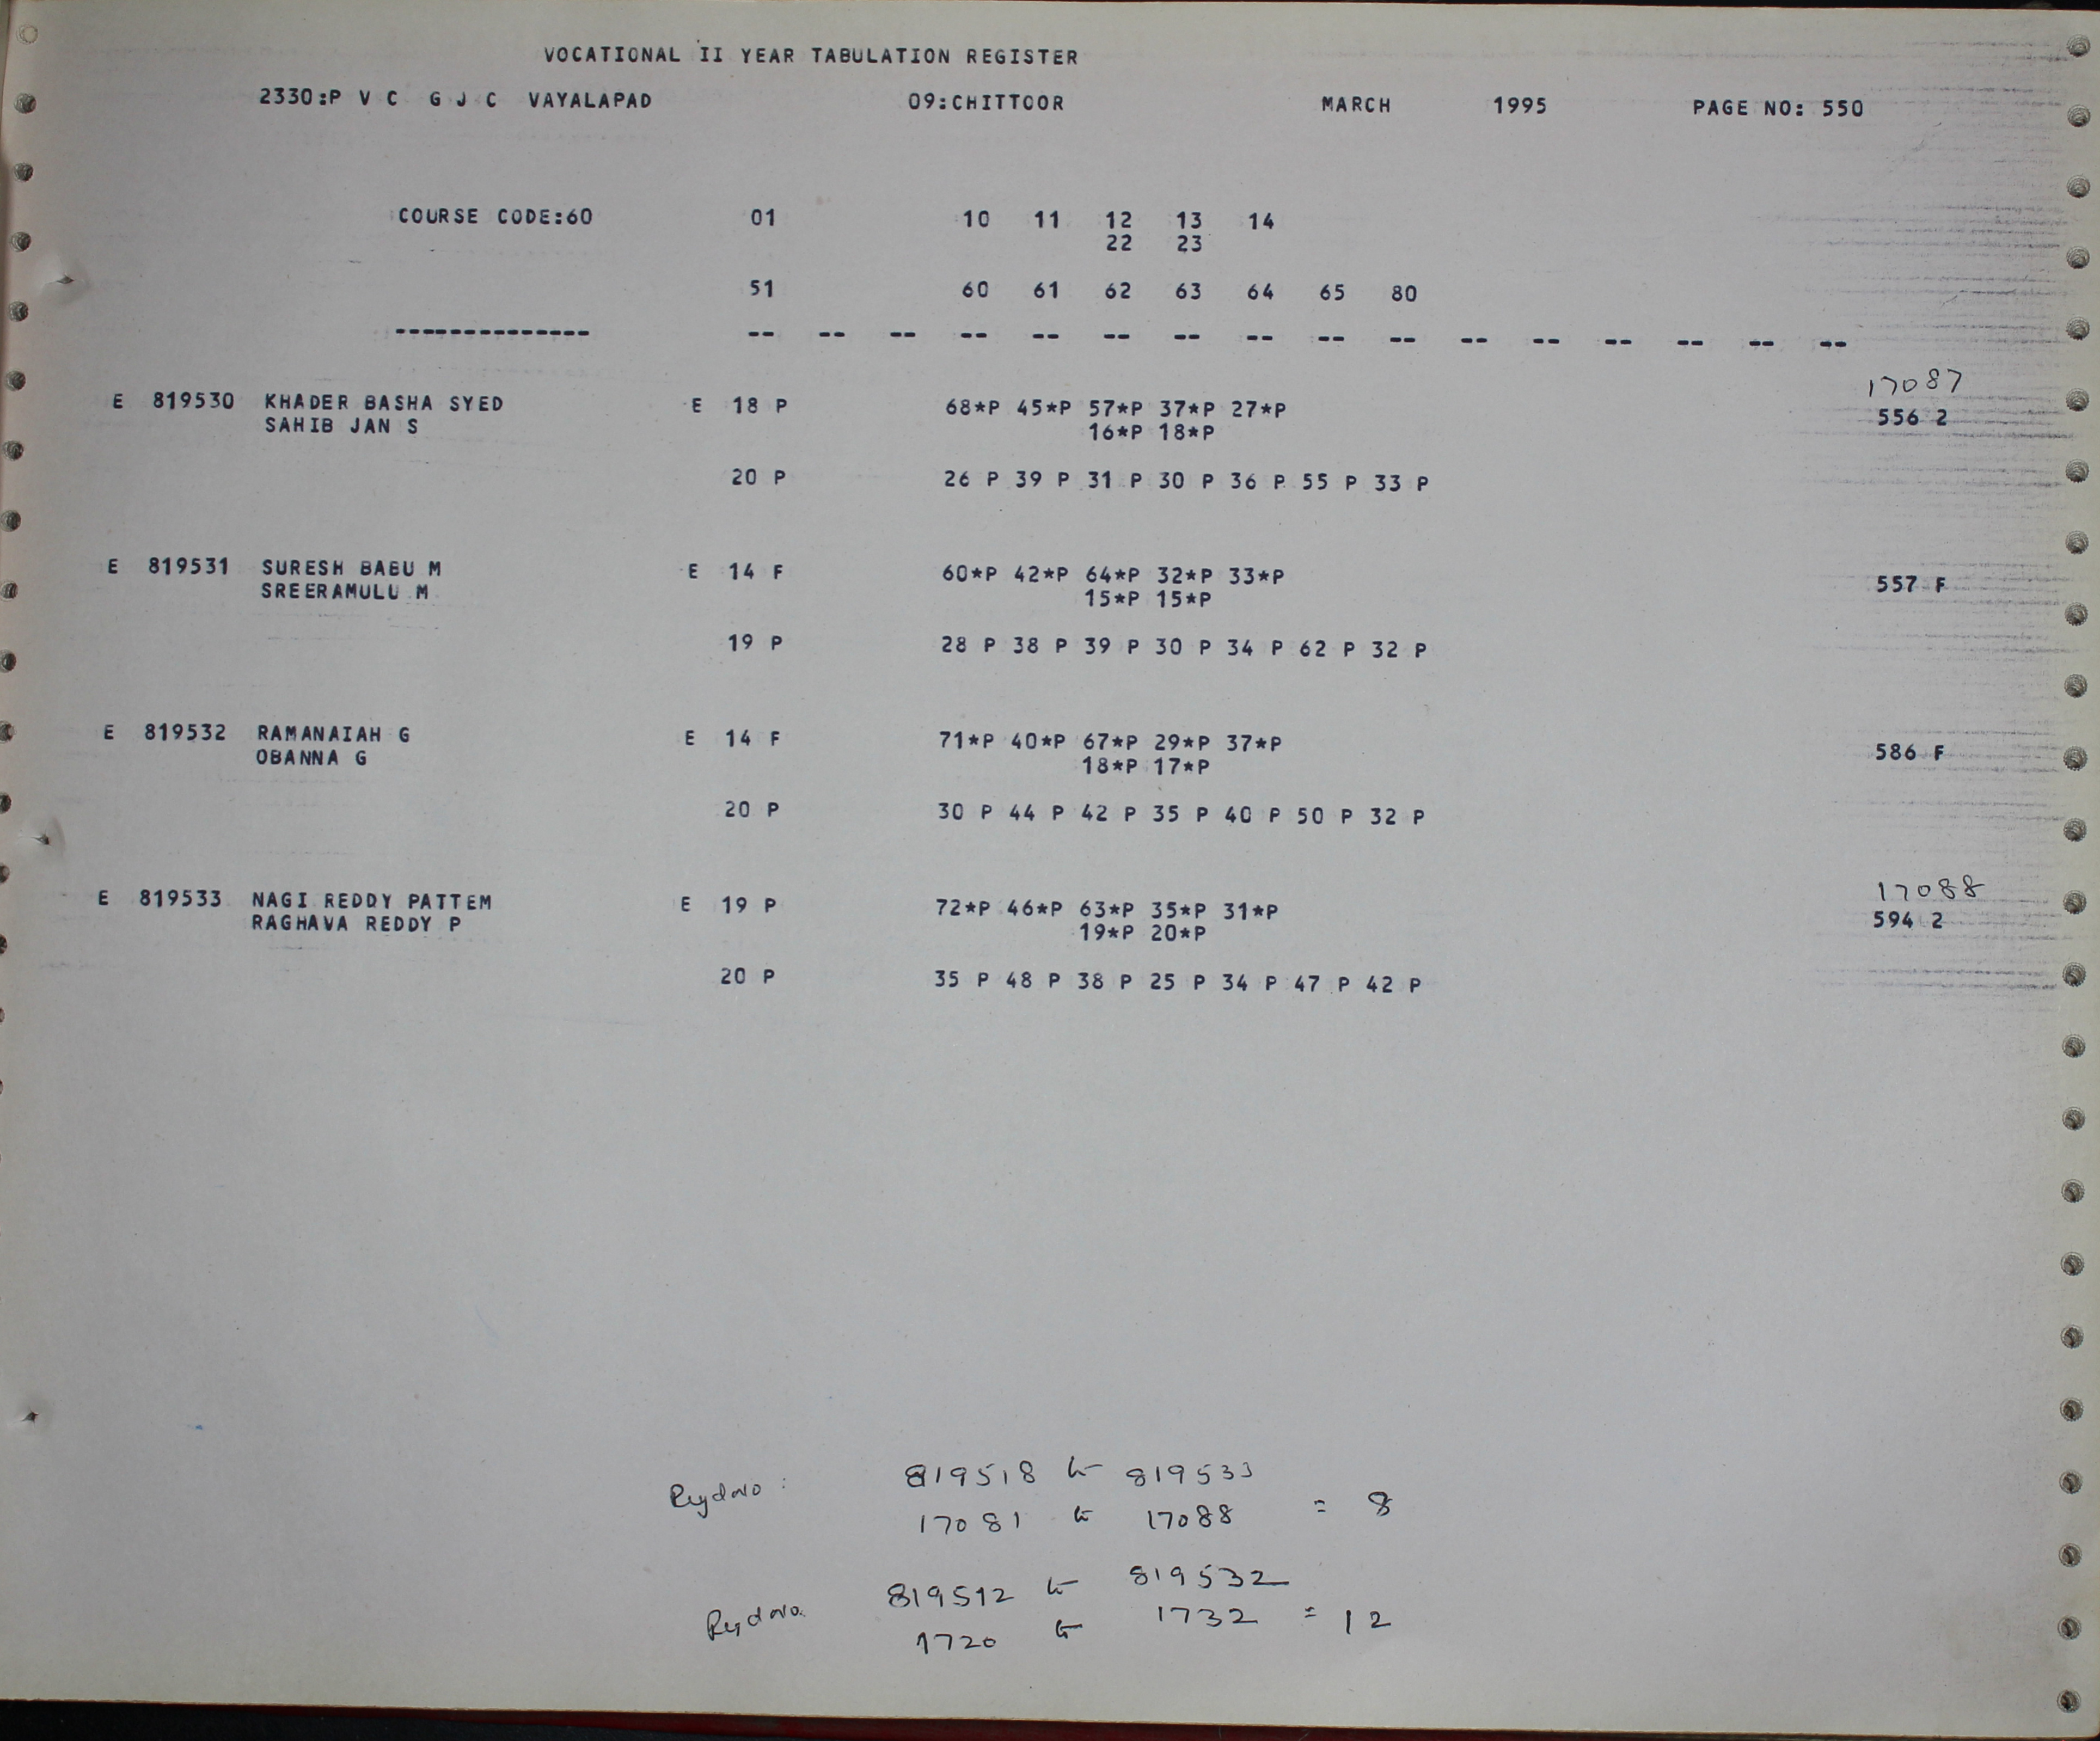 VOCATIONAL II YEAR TABULATION REGISTER
2330:P V C G J C VAYALAPAD 09:CHITTOOR MARCH 1995 PAGE NO: 550
COURSE CODE:60 01 10 11 12 13 14
22 23
51 60 61 62 63 64 65 80
-------------- -- -- -- -- -- -- -- -- -- -- -- -- -- -- -- --
17087
E 819530 KHADER BASHA SYED E 18 P 68*P 45*P 57*P 37*P 27*P 556 2
SAHIB JAN S 16*P 18*P
20 P 26 P 39 P 31 P 30 P 36 P 55 P 33 P
E 819531 SURESH BABU M E 14 F 60*P 42*P 64*P 32*P 33*P 557 F
SREERAMULU M 15*P 15*P
19 P 28 P 38 P 39 P 30 P 34 P 62 P 32 P
E 819532 RAMANAIAH G E 14 F 71*P 40*P 67*P 29*P 37*P 586 F
OBANNA G 18*P 17*P
20 P 30 P 44 P 42 P 35 P 40 P 50 P 32 P
17088
E 819533 NAGI REDDY PATTEM E 19 P 72*P 46*P 63*P 35*P 31*P 594 2
RAGHAVA REDDY P 19*P 20*P
20 P 35 P 48 P 38 P 25 P 34 P 47 P 42 P
819518 to 819533
17081 to 17088 = 8
819512 to 819532
1720 to 1732 = 12